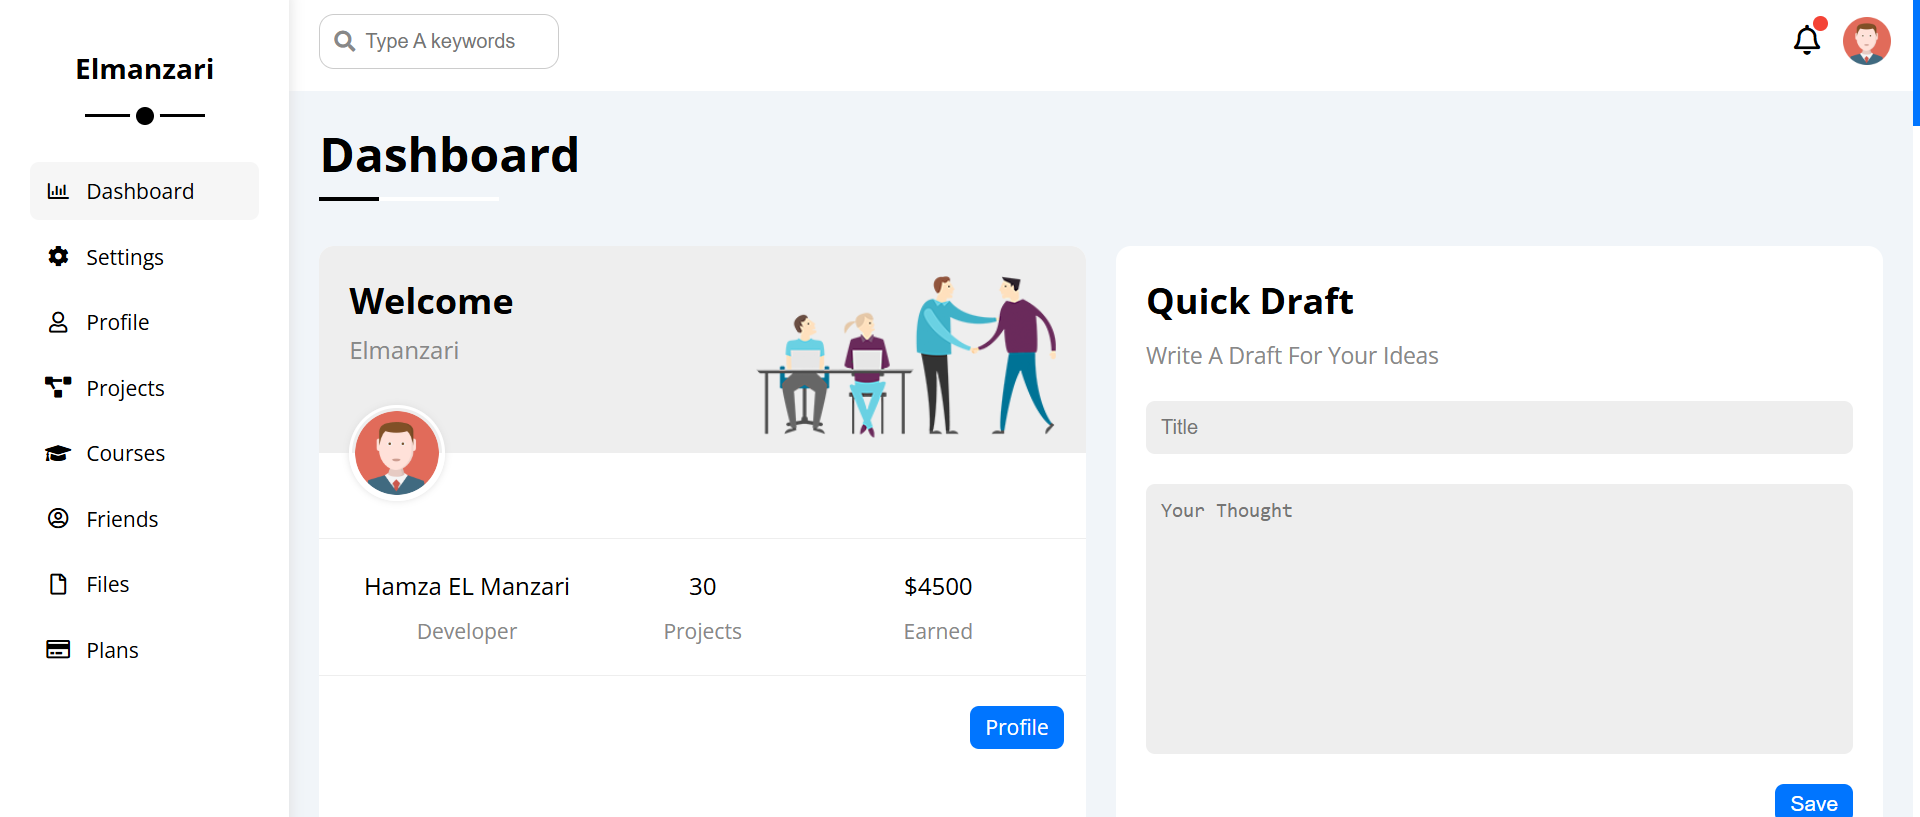 Elmanzari
Dashboard
Settings
Profile
Projects
Courses
Friends
Files
Plans
Type A keywords
Dashboard
Welcome
Elmanzari
Hamza EL Manzari
Developer
30
Projects
$4500
Earned
Profile
Quick Draft
Write A Draft For Your Ideas
Title
Your Thought
Save